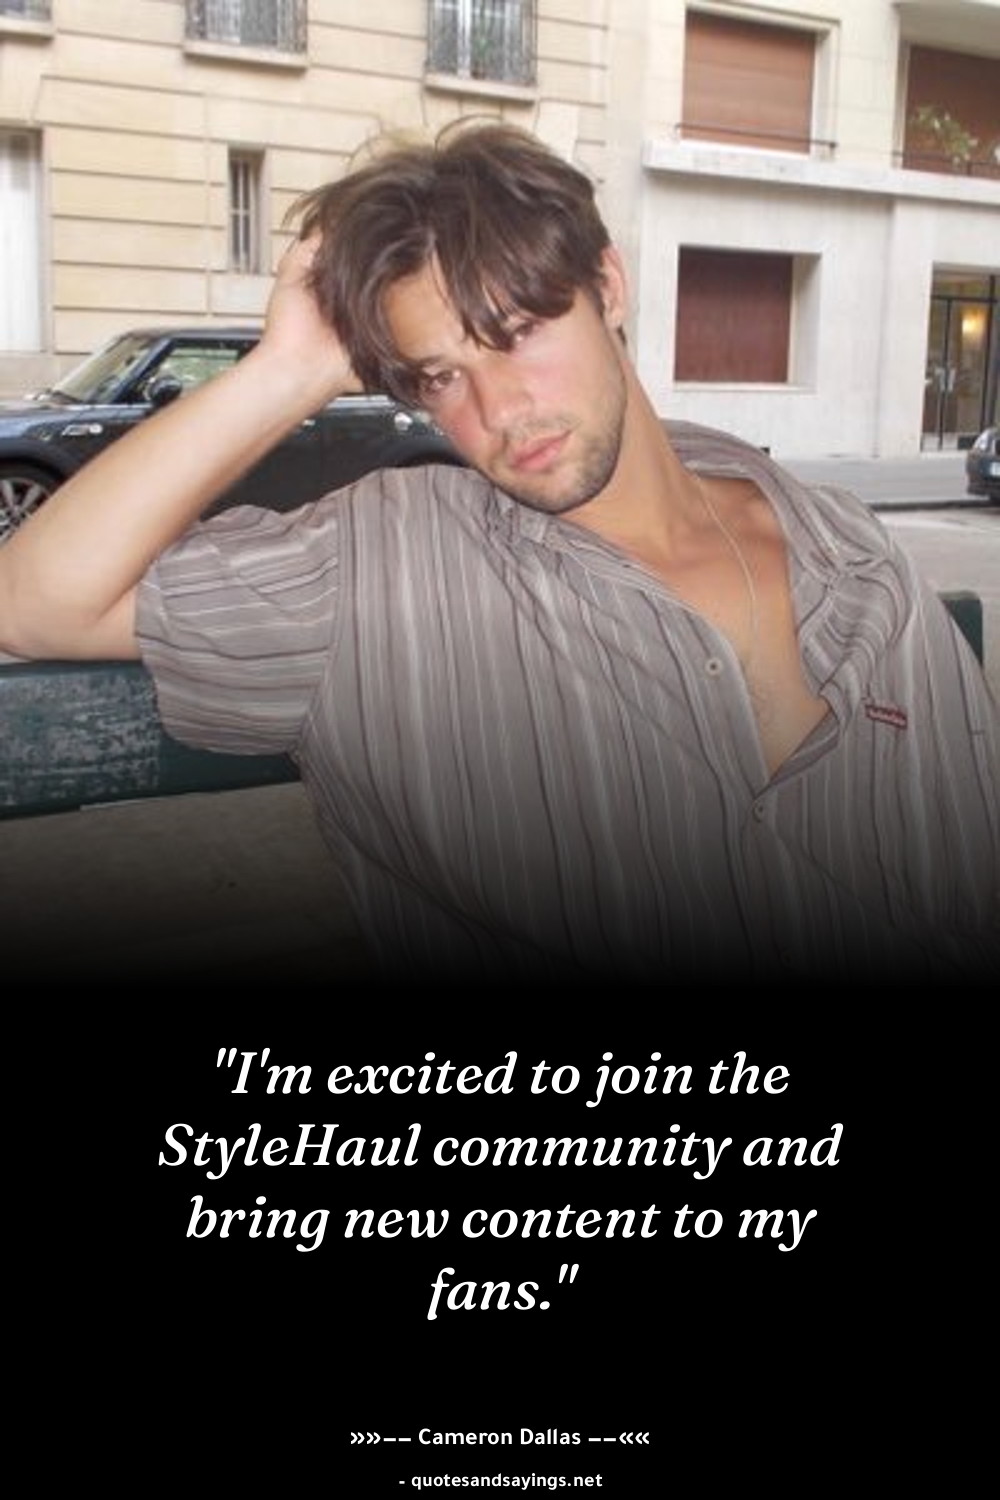 "I'm excited to join the
StyleHaul community and
bring new content to my
fans."
»»−− Cameron Dallas −−««
- quotesandsayings.net